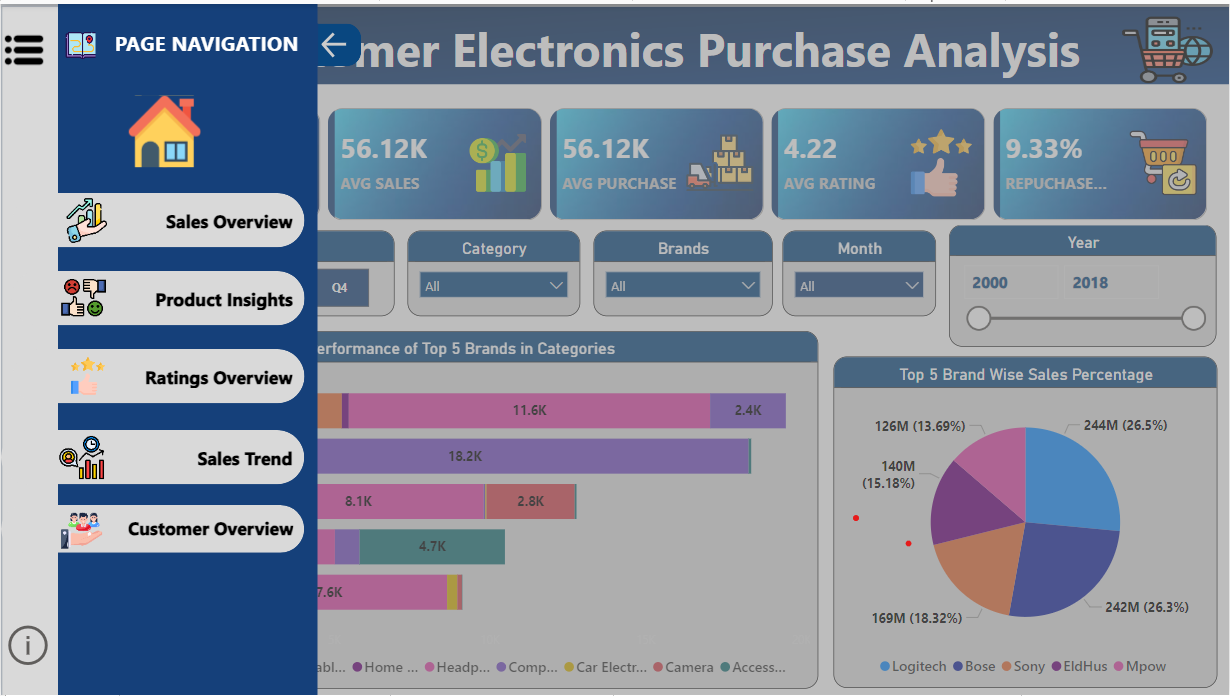 PAGE NAVIGATION
mer Electronics Purchase Analysis
56.12K
AVG SALES
56.12K
AVG PURCHASE
4.22
AVG RATING
9.33%
REPUCHASE...
Sales Overview
Product Insights
Ratings Overview
Sales Trend
Customer Overview
Q4
Category
All
Brands
All
Month
All
Year
2000 2018
erformance of Top 5 Brands in Categories
11.6K 2.4K
18.2K
8.1K 2.8K
4.7K
7.6K
abl... Home ... Headp... Comp... Car Electr... Camera Access...
Top 5 Brand Wise Sales Percentage
126M (13.69%)
244M (26.5%)
140M
(15.18%)
169M (18.32%)
242M (26.3%)
Logitech Bose Sony EldHus Mpow
i